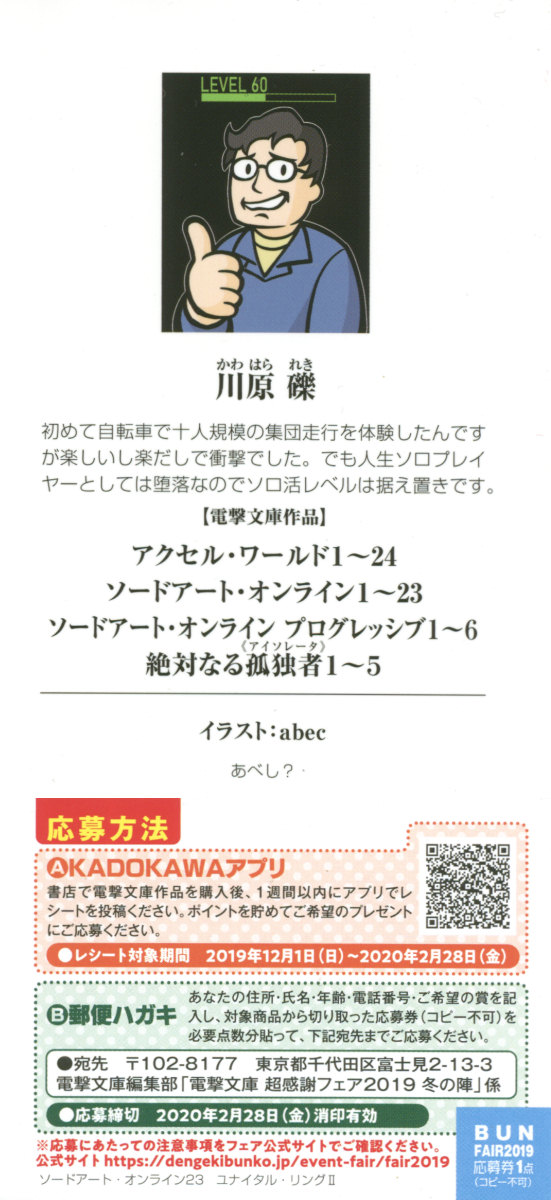 LEVEL 60
かわ はら れき
川原 礫
初めて自転車で十人規模の集団走行を体験したんです
が楽しいし楽だしで衝撃でした。でも人生ソロプレイ
ヤーとしては堕落なのでソロ活レベルは据え置きです。
【電撃文庫作品】
アクセル・ワールド1〜24
ソードアート・オンライン1〜23
ソードアート・オンライン プログレッシブ1〜6
《アイソレータ》
絶対なる孤独者1〜5
イラスト:abec
あべし?
応募方法
ⒶKADOKAWAアプリ
書店で電撃文庫作品を購入後、1週間以内にアプリでレ
シートを投稿ください。ポイントを貯めてご希望のプレゼント
にご応募ください。
●レシート対象期間 2019年12月1日(日)〜2020年2月28日(金)
Ⓑ郵便ハガキ
あなたの住所・氏名・年齢・電話番号・ご希望の賞を記
入し、対象商品から切り取った応募券(コピー不可)を
必要点数分貼って、下記宛先までご応募ください。
●宛先 〒102-8177 東京都千代田区富士見2-13-3
電撃文庫編集部「電撃文庫 超感謝フェア2019 冬の陣」係
●応募締切 2020年2月28日(金)消印有効
※応募にあたっての注意事項をフェア公式サイトでご確認ください。
公式サイト https://dengekibunko.jp/event-fair/fair2019
ソードアート・オンライン23 ユナイタル・リングⅡ
BUN
FAIR2019
応募券1点
(コピー不可)